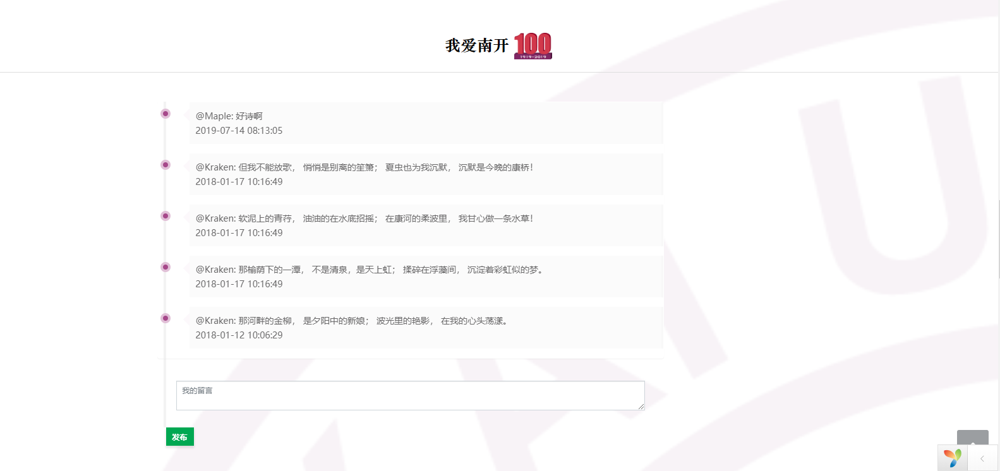 我爱南开 100
1919-2019
@Maple: 好诗啊
2019-07-14 08:13:05
@Kraken: 但我不能放歌， 悄悄是别离的笙箫； 夏虫也为我沉默， 沉默是今晚的康桥！
2018-01-17 10:16:49
@Kraken: 软泥上的青荇， 油油的在水底招摇； 在康河的柔波里， 我甘心做一条水草！
2018-01-17 10:16:49
@Kraken: 那榆荫下的一潭， 不是清泉，是天上虹； 揉碎在浮藻间， 沉淀着彩虹似的梦。
2018-01-17 10:16:49
@Kraken: 那河畔的金柳， 是夕阳中的新娘； 波光里的艳影， 在我的心头荡漾。
2018-01-12 10:06:29
我的留言
发布